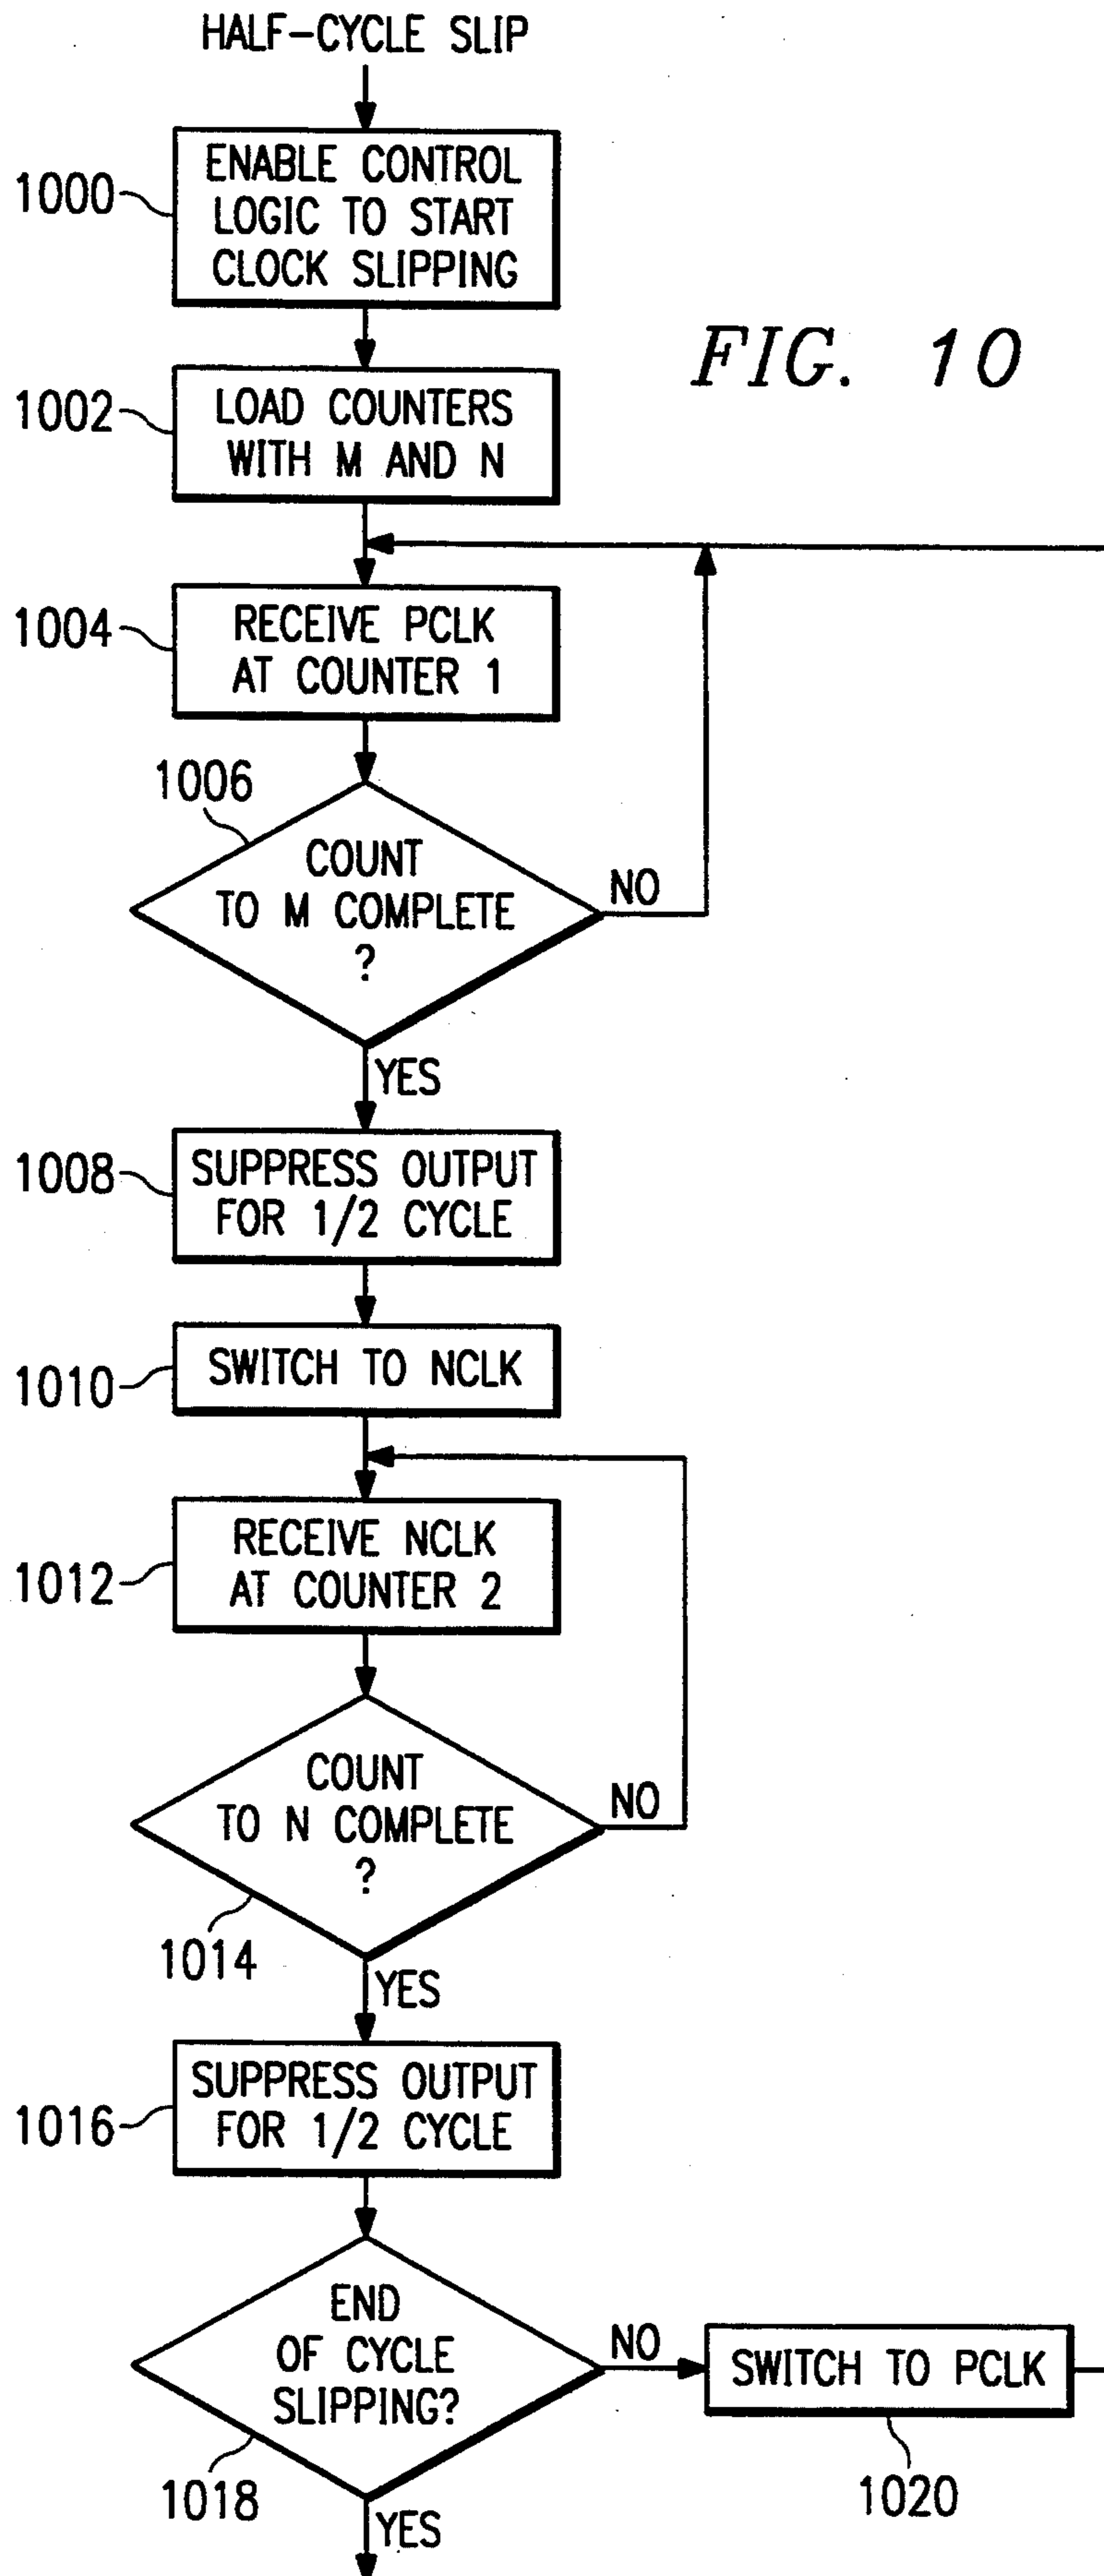 HALF-CYCLE SLIP
1000
ENABLE CONTROL
LOGIC TO START
CLOCK SLIPPING
FIG. 10
1002
LOAD COUNTERS
WITH M AND N
1004
RECEIVE PCLK
AT COUNTER 1
1006
COUNT
TO M COMPLETE
?
NO
YES
1008
SUPPRESS OUTPUT
FOR 1/2 CYCLE
1010
SWITCH TO NCLK
1012
RECEIVE NCLK
AT COUNTER 2
COUNT
TO N COMPLETE
?
NO
1014
YES
1016
SUPPRESS OUTPUT
FOR 1/2 CYCLE
END
OF CYCLE
SLIPPING?
NO
SWITCH TO PCLK
1018
1020
YES